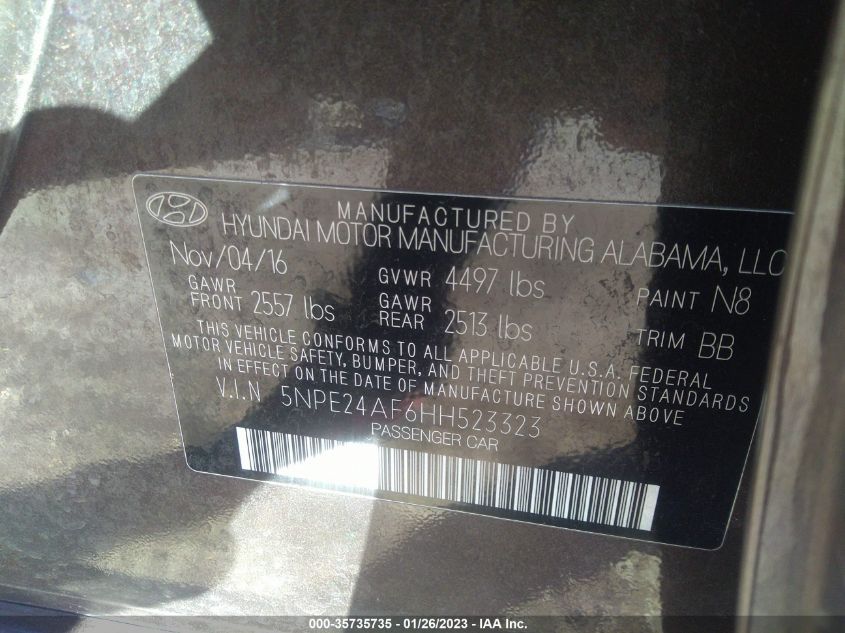 MANUFACTURED BY
HYUNDAI MOTOR MANUFACTURING ALABAMA, LLC
Nov/04/16
GVWR 4497 lbs
PAINT N8
GAWR FRONT 2557 lbs
GAWR REAR 2513 lbs
TRIM BB
THIS VEHICLE CONFORMS TO ALL APPLICABLE U.S.A. FEDERAL
MOTOR VEHICLE SAFETY, BUMPER, AND THEFT PREVENTION STANDARDS
IN EFFECT ON THE DATE OF MANUFACTURE SHOWN ABOVE
V.I.N 5NPE24AF6HH523323
PASSENGER CAR
000-35735735 - 01/26/2023 - IAA Inc.